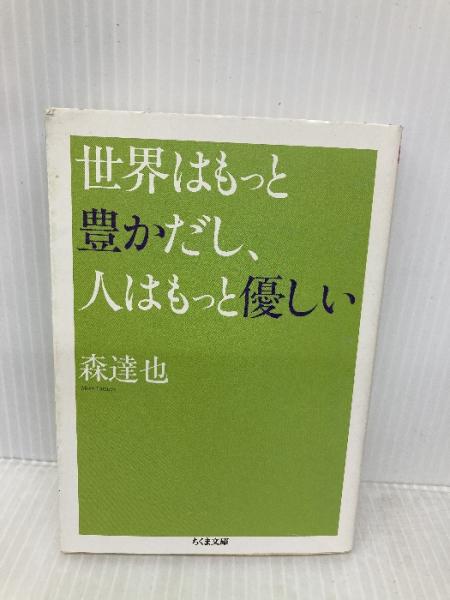 世界はもっと
豊かだし、
人はもっと優しい
森達也
ちくま文庫